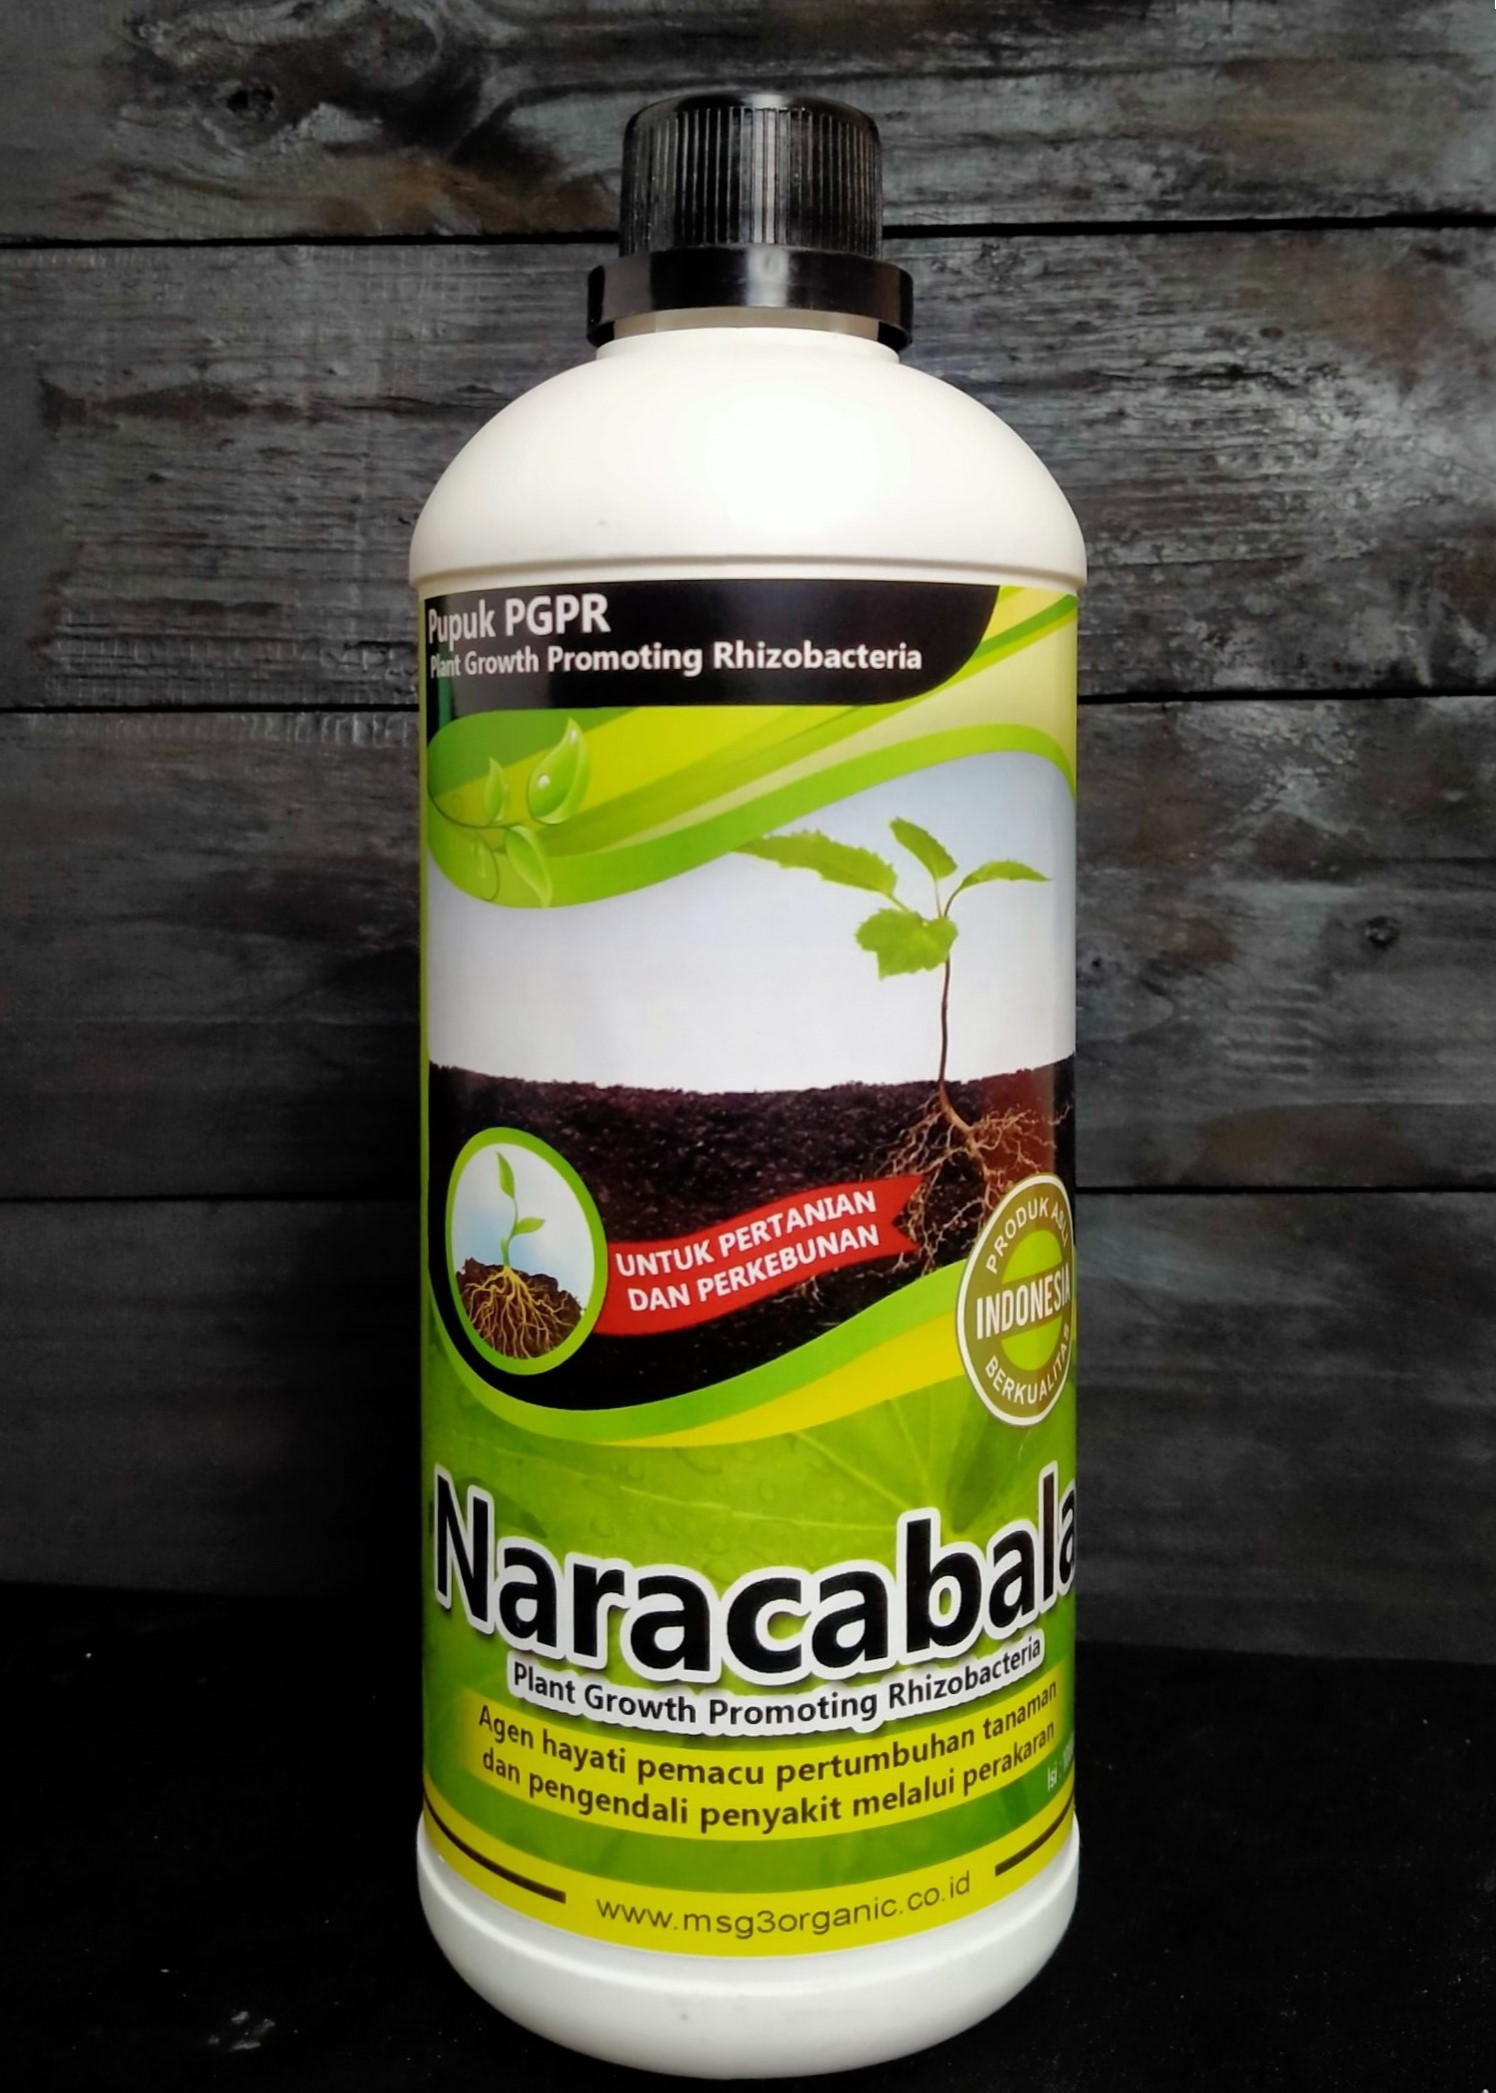 Pupuk PGPR
Plant Growth Promoting Rhizobacteria
UNTUK PERTANIAN
DAN PERKEBUNAN
PRODUK ASLI
INDONESIA
BERKUALITAS
Naracabala
Plant Growth Promoting Rhizobacteria
Agen hayati pemacu pertumbuhan tanaman
dan pengendali penyakit melalui perakaran
Isi
www.msg3organic.co.id